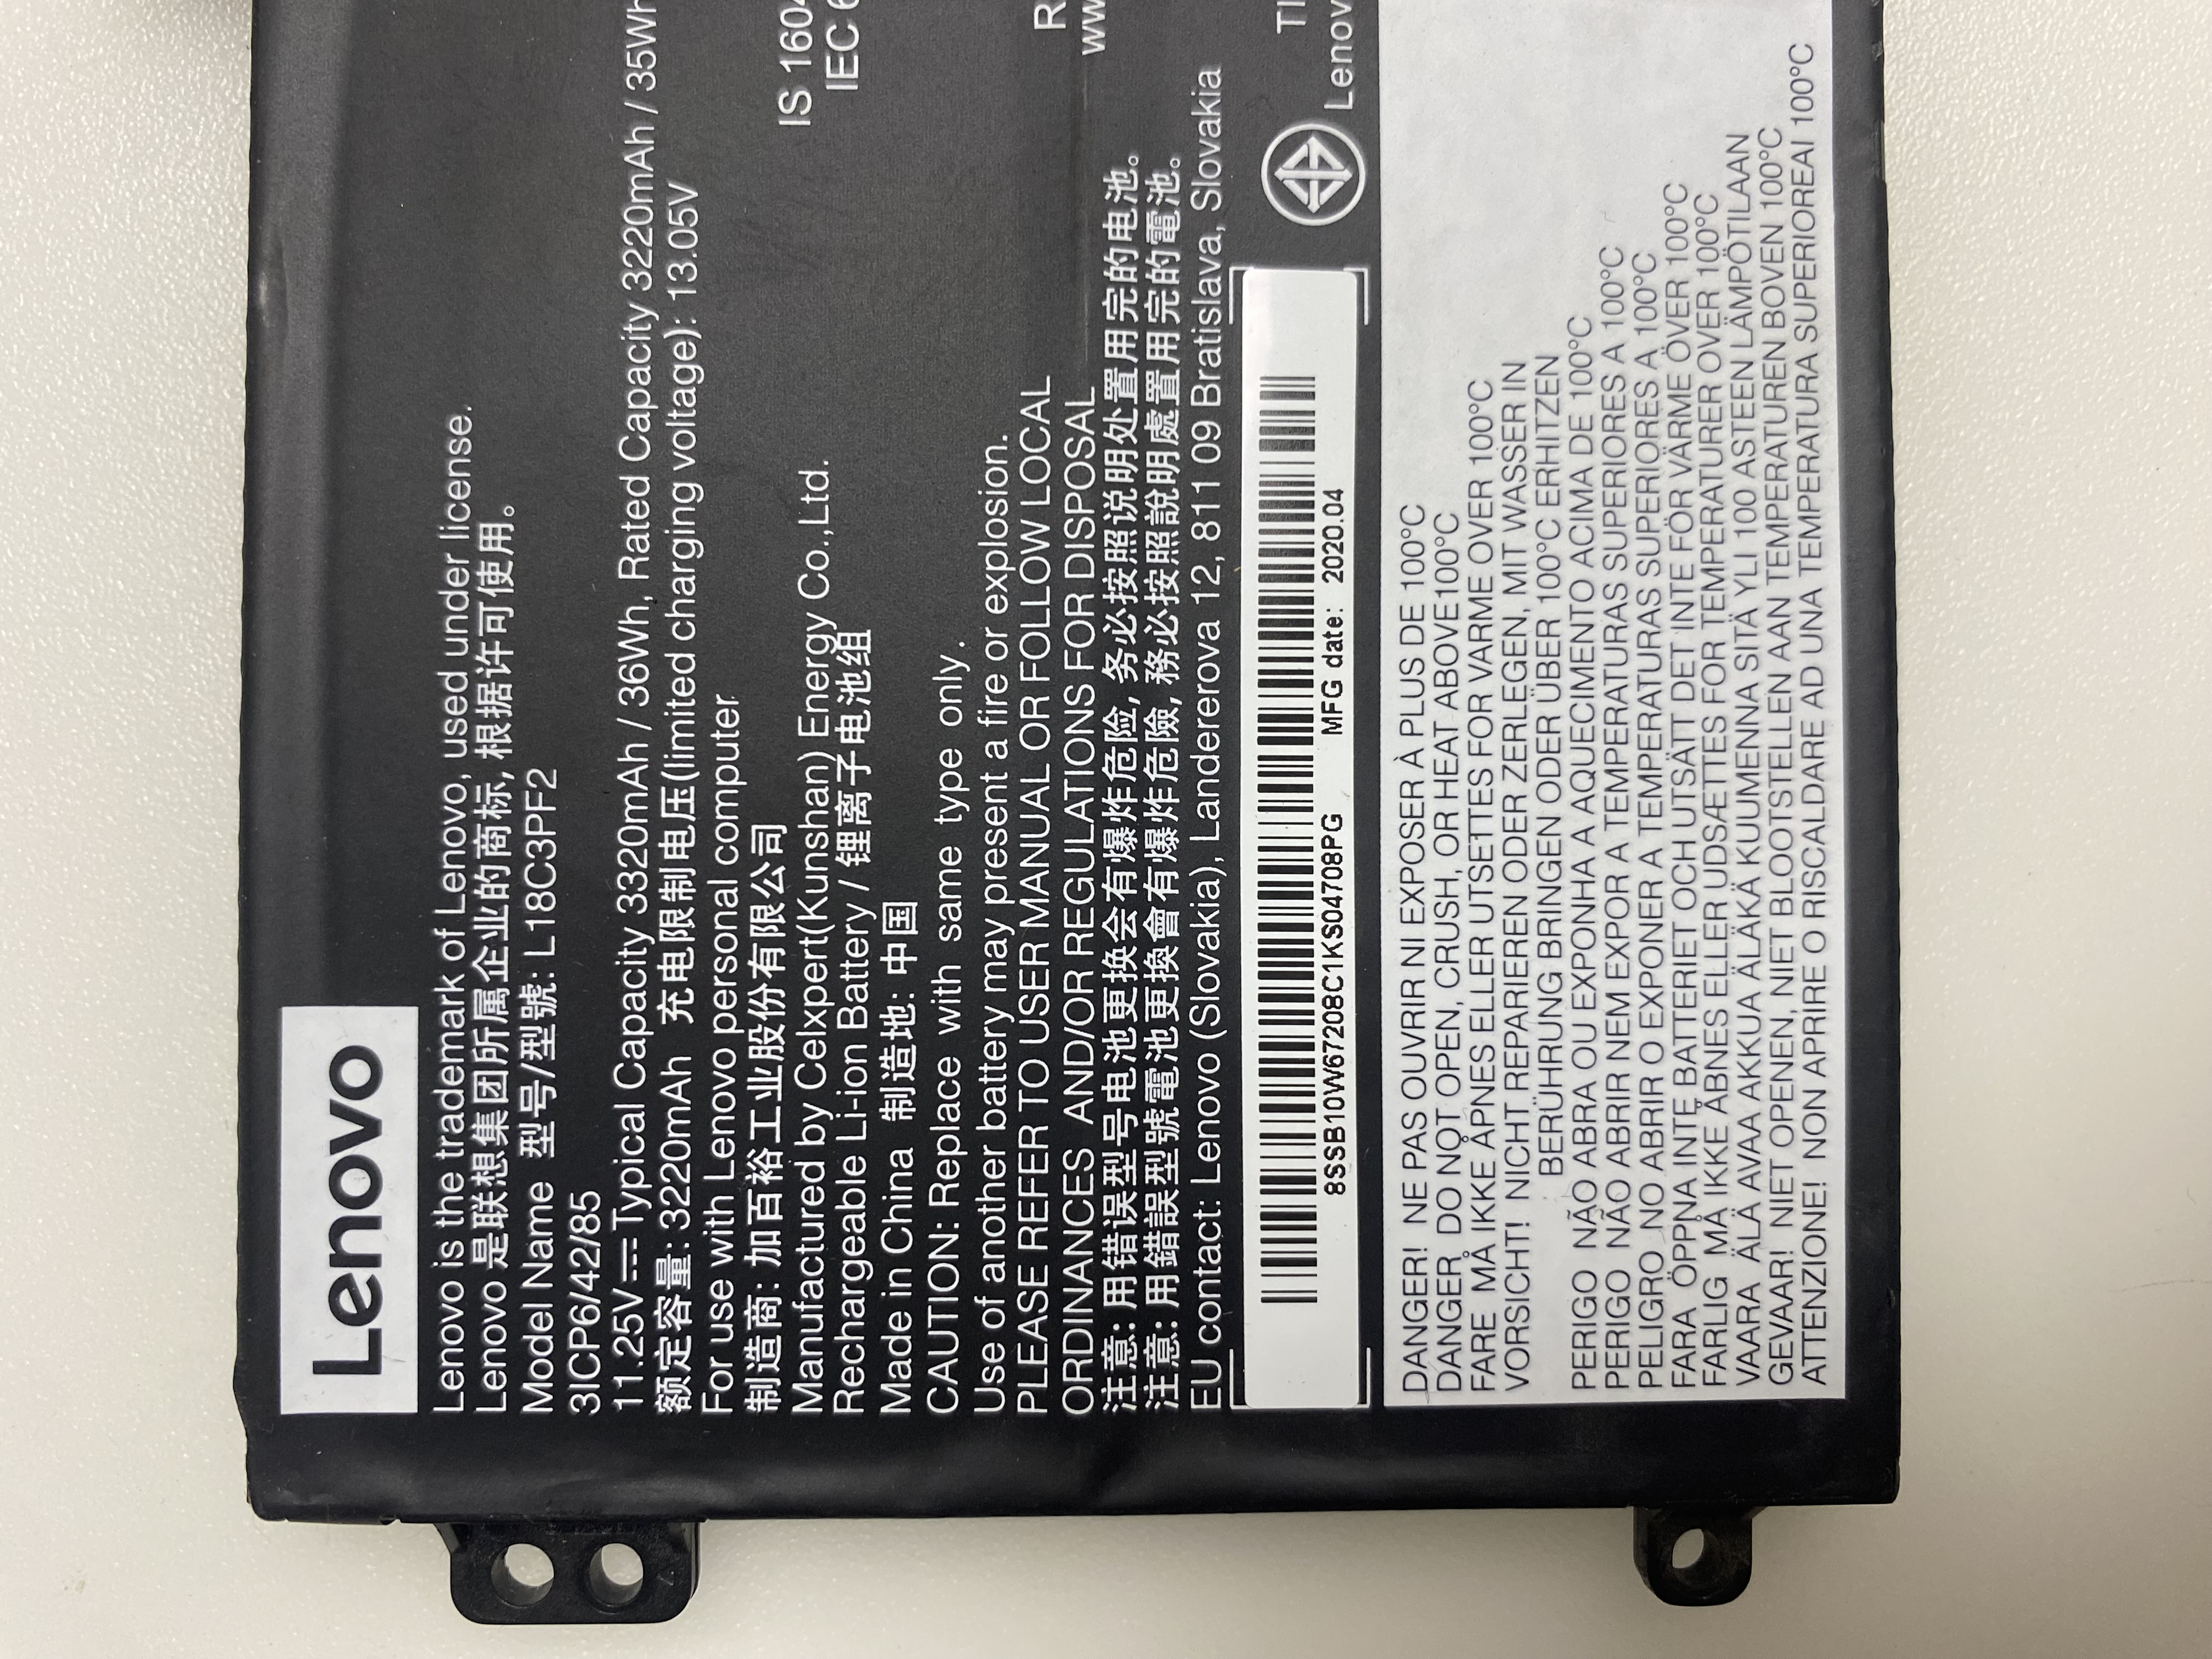 Lenovo
Lenovo is the trademark of Lenovo, used under license.
Lenovo 是联想集团所属企业的商标, 根据许可可使用。
Model Name 型号/型號: L18C3PF2
3ICP6/42/85
11.25V⎓Typical Capacity 3320mAh / 36Wh, Rated Capacity 3220mAh / 35Wh
额定容量: 3220mAh 充电限制电压(limited charging voltage): 13.05V
For use with Lenovo personal computer
制造商: 加百裕工业股份有限公司
Manufactured by Celxpert(Kunshan) Energy Co.,Ltd.
Rechargeable Li-ion Battery / 锂离子电池组
Made in China 制造地: 中国
CAUTION: Replace with same type only.
Use of another battery may present a fire or explosion.
PLEASE REFER TO USER MANUAL OR FOLLOW LOCAL
ORDINANCES AND/OR REGULATIONS FOR DISPOSAL
注意: 用错误型号电池更换会有爆炸危险, 务必按照说明处置用完的电池。
注意: 用錯誤型號電池更換會有爆炸危險, 務必按照說明處置用完的電池。
EU contact: Lenovo (Slovakia), Landererova 12, 811 09 Bratislava, Slovakia
IS 1604
IEC 6
R
ww
TI
Lenov
8SSB10W67208C1KS04708PG MFG date: 2020.04
DANGER! NE PAS OUVRIR NI EXPOSER À PLUS DE 100°C
DANGER DO NOT OPEN, CRUSH, OR HEAT ABOVE100°C
FARE MÅ IKKE ÅPNES ELLER UTSETTES FOR VARME OVER 100°C
VORSICHT! NICHT REPARIEREN ODER ZERLEGEN, MIT WASSER IN
BERÜHRUNG BRINGEN ODER ÜBER 100°C ERHITZEN
PERIGO NÃO ABRA OU EXPONHA A AQUECIMENTO ACIMA DE 100°C
PERIGO NÃO ABRIR NEM EXPOR A TEMPERATURAS SUPERIORES A 100°C
PELIGRO NO ABRIR O EXPONER A TEMPERATURAS SUPERIORES A 100°C
FARA ÖPPNA INTE BATTERIET OCH UTSÄTT DET INTE FÖR VÄRME ÖVER 100°C
FARLIG MÅ IKKE ÅBNES ELLER UDSÆTTES FOR TEMPERATURER OVER 100°C
VAARA ÄLÄ AVAA AKKUA ÄLÄKÄ KUUMENNA SITÄ YLI 100 ASTEEN LÄMPÖTILAAN
GEVAAR! NIET OPENEN, NIET BLOOTSTELLEN AAN TEMPERATUREN BOVEN 100°C
ATTENZIONE! NON APRIRE O RISCALDARE AD UNA TEMPERATURA SUPERIOREAI 100°C